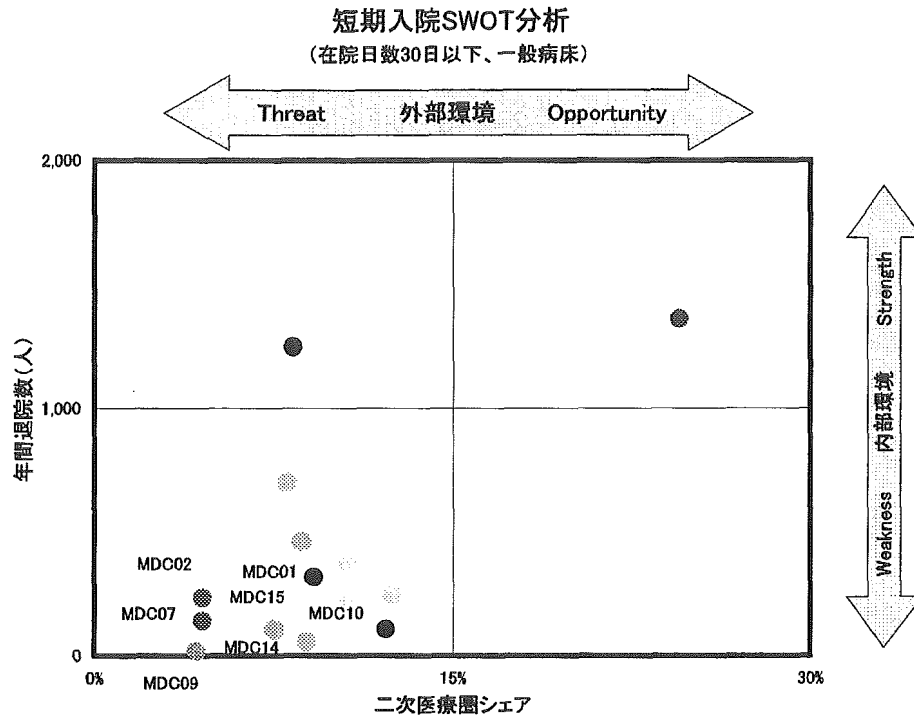 短期入院SWOT分析
(在院日数30日以下、一般病床)
Threat 外部環境 Opportunity
2,000
1,000
0
年間退院数(人)
MDC02
MDC01
MDC15
MDC07
MDC10
MDC14
MDC09
0%
15%
30%
二次医療圏シェア
Weakness 内部環境 Strength